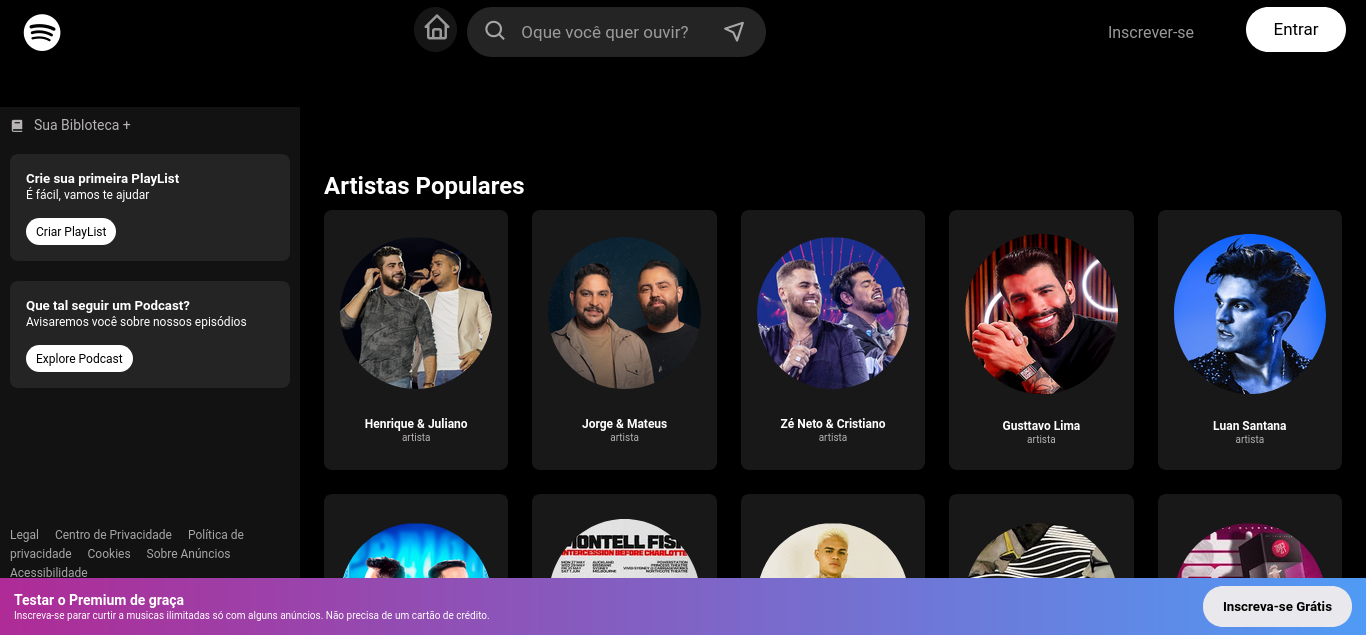 Oque você quer ouvir?
Inscrever-se
Entrar
Sua Bibloteca +
Crie sua primeira PlayList
É fácil, vamos te ajudar
Criar PlayList
Que tal seguir um Podcast?
Avisaremos você sobre nossos episódios
Explore Podcast
Legal Centro de Privacidade Política de
privacidade Cookies Sobre Anúncios
Acessibilidade
Artistas Populares
Henrique & Juliano
artista
Jorge & Mateus
artista
Zé Neto & Cristiano
artista
Gusttavo Lima
artista
Luan Santana
artista
MONTELL FISH
INTERCESSION BEFORE CHARLOTTE
Testar o Premium de graça
Inscreva-se parar curtir a musicas ilimitadas só com alguns anúncios. Não precisa de um cartão de crédito.
Inscreva-se Grátis